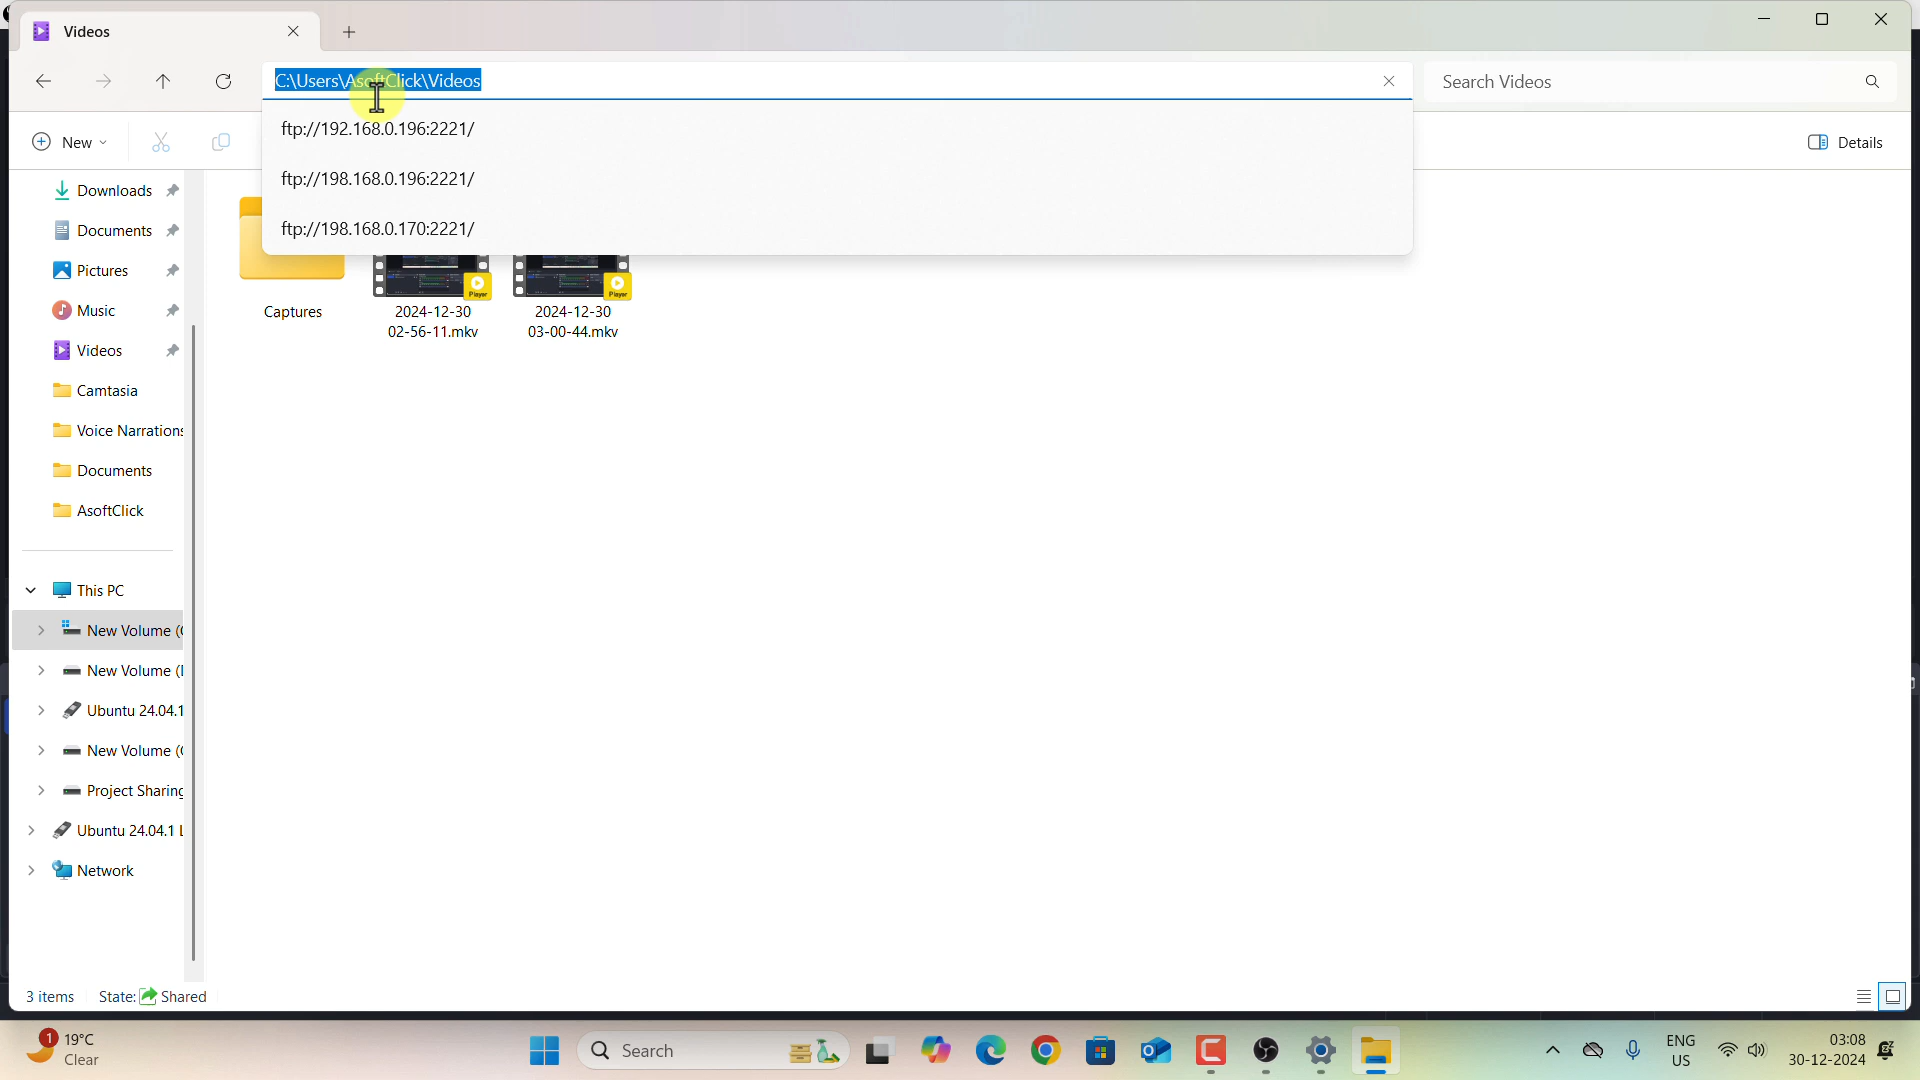 Videos
C:\Users\AsoftClick\Videos
Search Videos
ftp://192.168.0.196:2221/
ftp://198.168.0.196:2221/
ftp://198.168.0.170:2221/
New
Details
Downloads
Documents
Pictures
Music
Videos
Camtasia
Voice Narrations
Documents
AsoftClick
Captures
2024-12-30
02-56-11.mkv
2024-12-30
03-00-44.mkv
Player
Player
This PC
New Volume (
New Volume (
Ubuntu 24.04.1
New Volume (
Project Sharing
Ubuntu 24.04.1 L
Network
3 items State: Shared
1
19°C
Clear
Search
ENG
US
03:08
30-12-2024